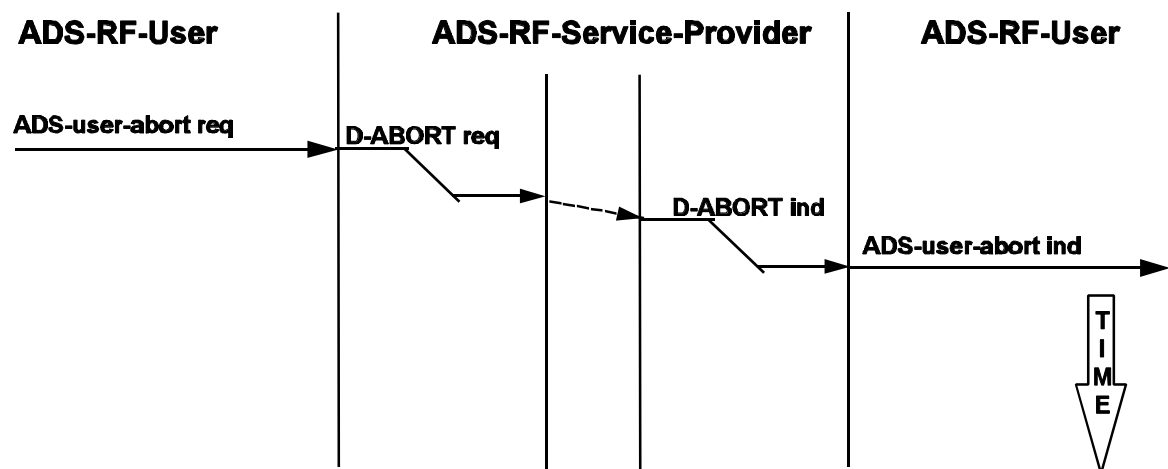 ADS-RF-User
ADS-RF-Service-Provider
ADS-RF-User
ADS-user-abort req
D-ABORT req
D-ABORT ind
ADS-user-abort ind
T
I
M
E